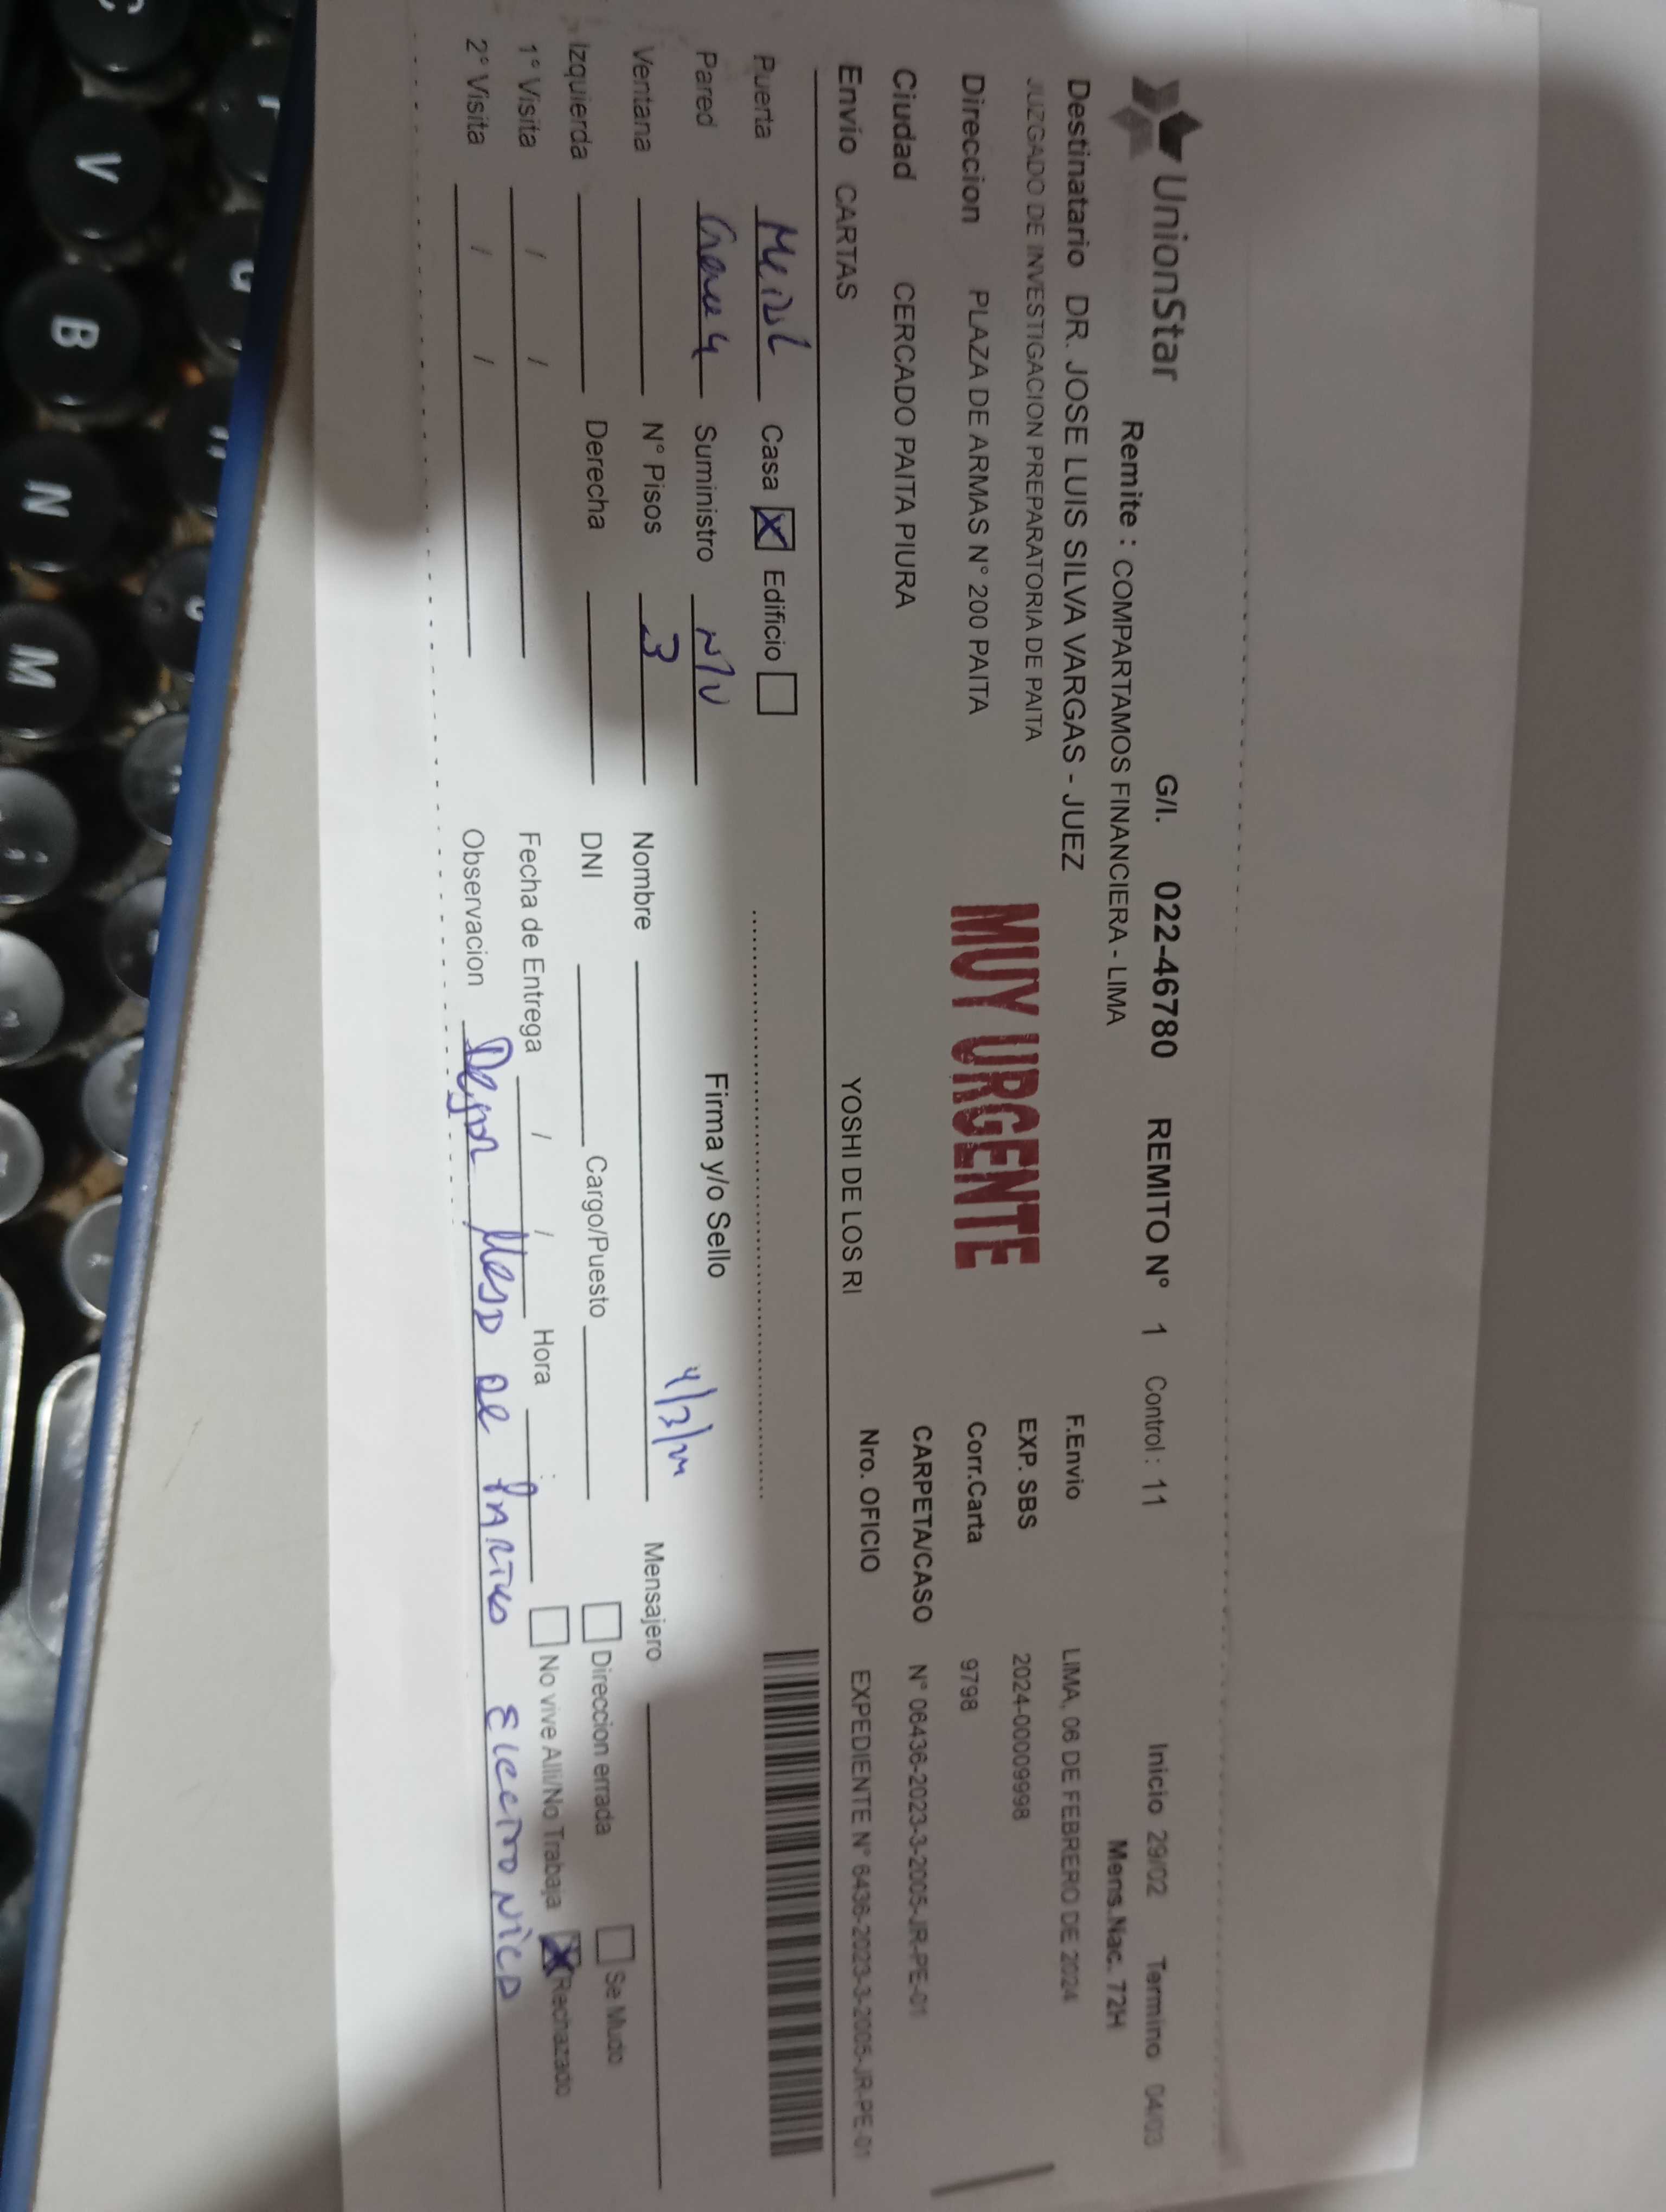 UnionStar G/I. 022-46780 REMITO N° 1 Control : 11 Inicio 29/02 Termino 04/03
Remite : COMPARTAMOS FINANCIERA - LIMA Mens.Nac. 72H
Destinatario DR. JOSE LUIS SILVA VARGAS - JUEZ F.Envio LIMA, 06 DE FEBRERO DE 2024
JUZGADO DE INVESTIGACION PREPARATORIA DE PAITA EXP. SBS 2024-00009998
MUY URGENTE
Direccion PLAZA DE ARMAS N° 200 PAITA Corr.Carta 9798
Ciudad CERCADO PAITA PIURA CARPETA/CASO N° 06436-2023-3-2005-JR-PE-01
Envio CARTAS YOSHI DE LOS RI Nro. OFICIO EXPEDIENTE N° 6436-2023-3-2005-JR-PE-01
Puerta Casa X Edificio
Pared Suministro Firma y/o Sello
Ventana N° Pisos 3 Nombre Mensajero
Izquierda Derecha DNI Cargo/Puesto Direccion errada Se Mudo
1° Visita / / Fecha de Entrega / / Hora : No vive Alli/No Trabaja X Rechazado
2° Visita / / Observacion Dejar Mesa de Partes Electronica